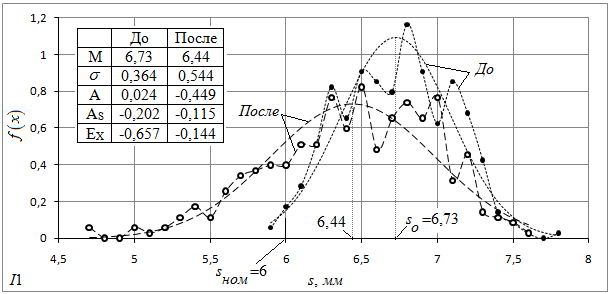 1,2
1
0,8
0,6
0,4
0,2
0
f(x)
До После
М 6,73 6,44
σ 0,364 0,544
А 0,024 -0,449
As -0,202 -0,115
Ex -0,657 -0,144
До
После
6,44
sо=6,73
sном=6
4,5 5 5,5 6 6,5 7 7,5 8
s, мм
Л1